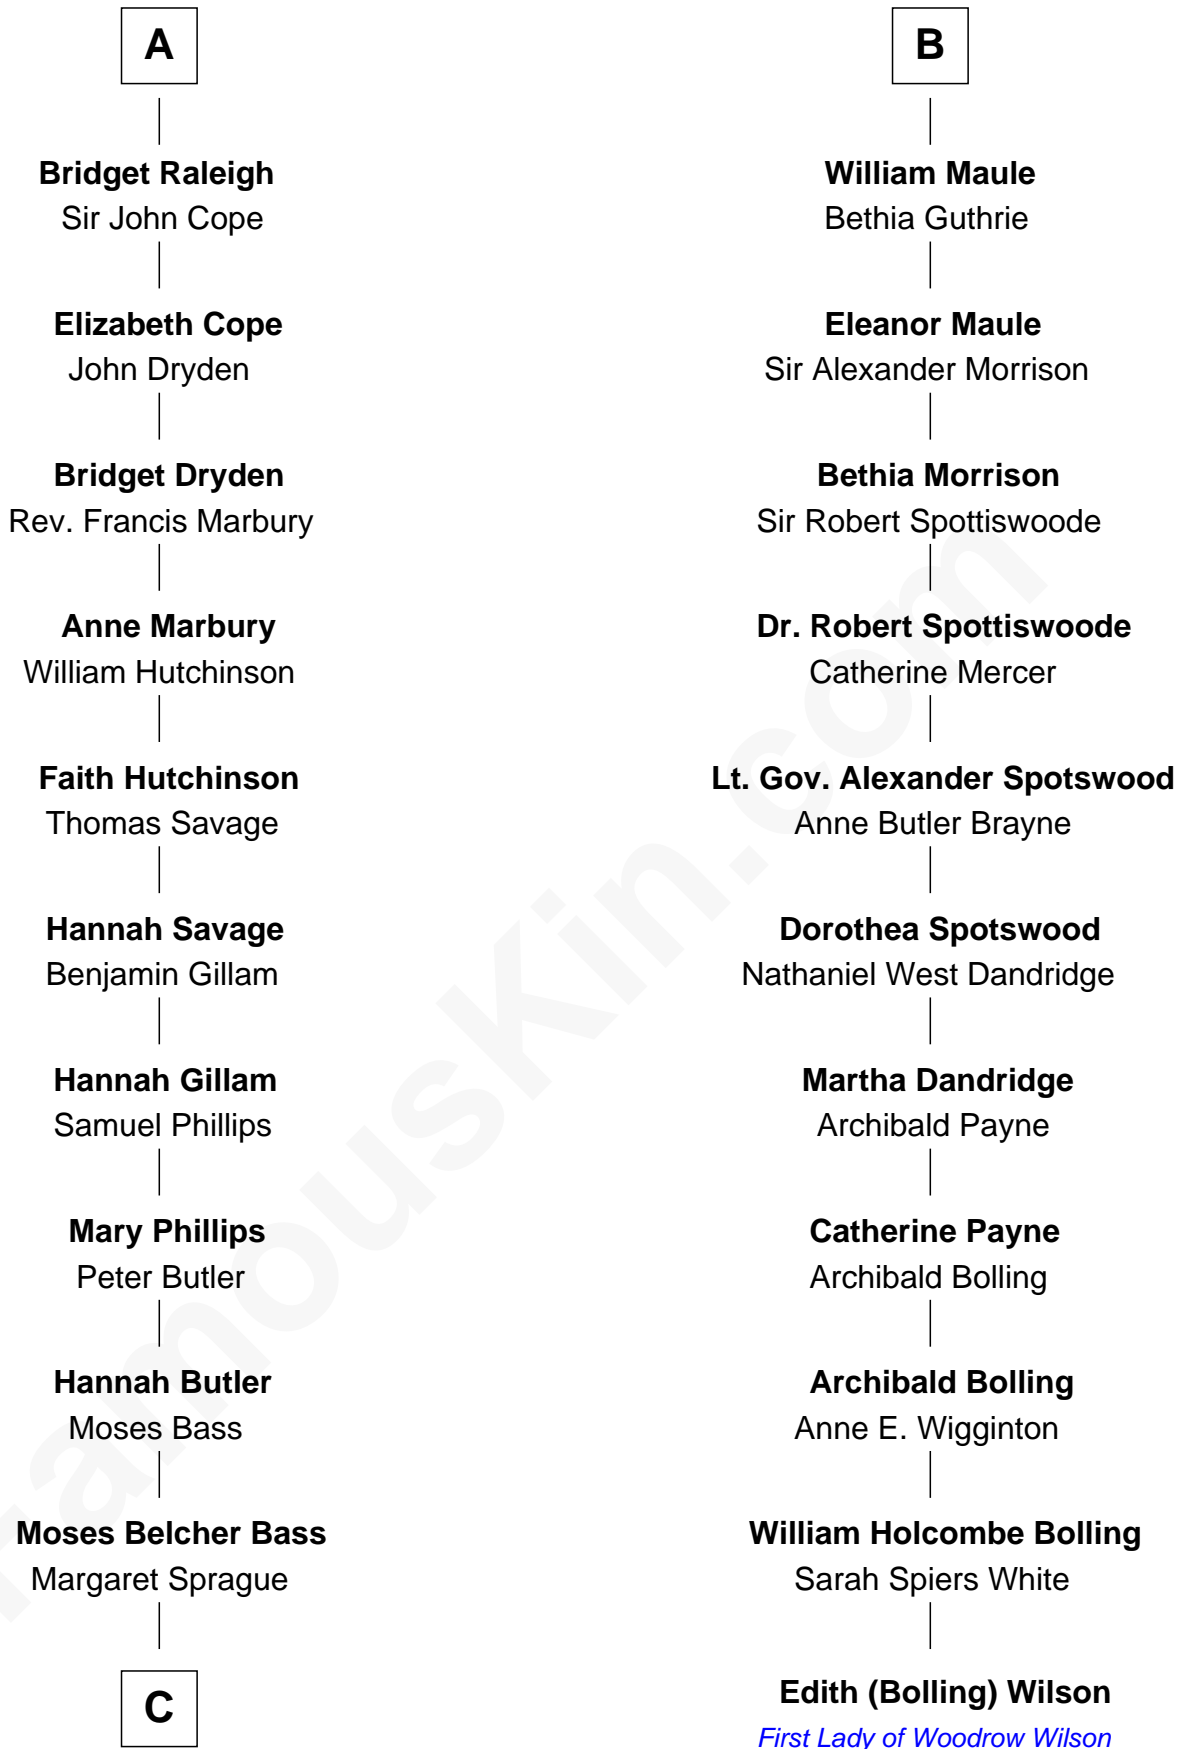 A
Bridget Raleigh
Sir John Cope
Elizabeth Cope
John Dryden
Bridget Dryden
Rev. Francis Marbury
Anne Marbury
William Hutchinson
Faith Hutchinson
Thomas Savage
Hannah Savage
Benjamin Gillam
Hannah Gillam
Samuel Phillips
Mary Phillips
Peter Butler
Hannah Butler
Moses Bass
Moses Belcher Bass
Margaret Sprague
C
B
William Maule
Bethia Guthrie
Eleanor Maule
Sir Alexander Morrison
Bethia Morrison
Sir Robert Spottiswoode
Dr. Robert Spottiswoode
Catherine Mercer
Lt. Gov. Alexander Spotswood
Anne Butler Brayne
Dorothea Spotswood
Nathaniel West Dandridge
Martha Dandridge
Archibald Payne
Catherine Payne
Archibald Bolling
Archibald Bolling
Anne E. Wigginton
William Holcombe Bolling
Sarah Spiers White
Edith (Bolling) Wilson
First Lady of Woodrow Wilson
FamousKin.com